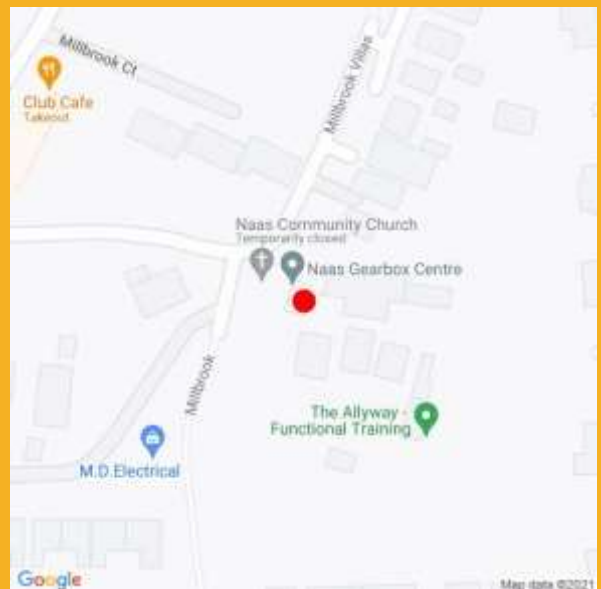 Millbrook Ct
Millbrook Villas
Club Cafe
Takeout
Naas Community Church
Temporarily closed
Naas Gearbox Centre
Millbrook
The Allyway -
Functional Training
M.D.Electrical
Google
Map data ©2021